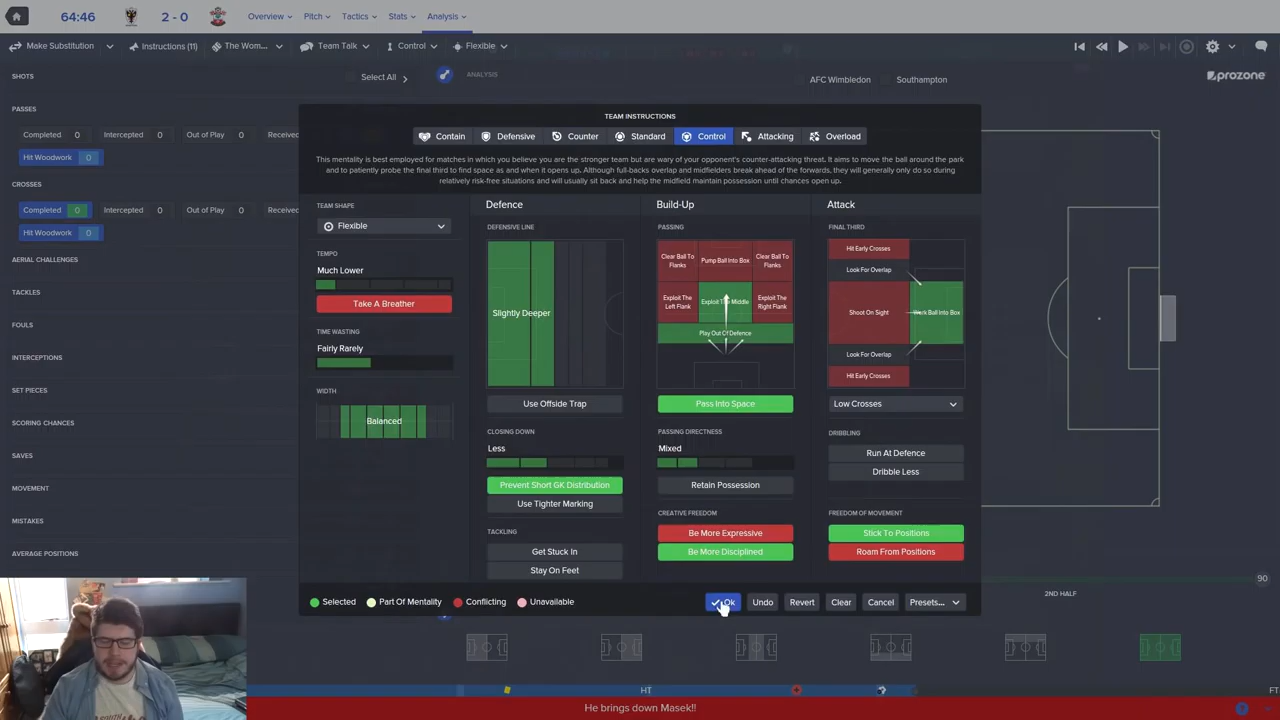 64:46
2 - 0
Overview
Pitch
Tactics
Stats
Analysis
Make Substitution
Instructions (11)
The Wom...
Team Talk
Control
Flexible
SHOTS
Select All
ANALYSIS
AFC Wimbledon
Southampton
prozone
PASSES
Completed 0
Intercepted 0
Out of Play 0
Received
Hit Woodwork 0
CROSSES
Completed 0
Intercepted 0
Out of Play 0
Received
Hit Woodwork 0
AERIAL CHALLENGES
TACKLES
FOULS
INTERCEPTIONS
SET PIECES
SCORING CHANCES
SAVES
MOVEMENT
MISTAKES
AVERAGE POSITIONS
TEAM INSTRUCTIONS
Contain
Defensive
Counter
Standard
Control
Attacking
Overload
This mentality is best employed for matches in which you believe you are the stronger team but are wary of your opponent's counter-attacking threat. It aims to move the ball around the park
and to patiently probe the final third to find space as and when it opens up. Although full-backs overlap and midfielders break ahead of the forwards, they will generally only do so during
relatively risk-free situations and will usually sit back and help the midfield maintain possession until chances open up.
TEAM SHAPE
Flexible
TEMPO
Much Lower
Take A Breather
TIME WASTING
Fairly Rarely
WIDTH
Balanced
Defence
DEFENSIVE LINE
Slightly Deeper
Use Offside Trap
CLOSING DOWN
Less
Prevent Short GK Distribution
Use Tighter Marking
TACKLING
Get Stuck In
Stay On Feet
Build-Up
PASSING
Clear Ball To
Flanks
Pump Ball Into Box
Clear Ball To
Flanks
Exploit The
Left Flank
Exploit The Middle
Exploit The
Right Flank
Play Out Of Defence
Pass Into Space
PASSING DIRECTNESS
Mixed
Retain Possession
CREATIVE FREEDOM
Be More Expressive
Be More Disciplined
Attack
FINAL THIRD
Hit Early Crosses
Look For Overlap
Shoot On Sight
Work Ball Into Box
Look For Overlap
Hit Early Crosses
Low Crosses
DRIBBLING
Run At Defence
Dribble Less
FREEDOM OF MOVEMENT
Stick To Positions
Roam From Positions
Selected
Part Of Mentality
Conflicting
Unavailable
Ok
Undo
Revert
Clear
Cancel
Presets...
90
2ND HALF
HT
FT
He brings down Masek!!